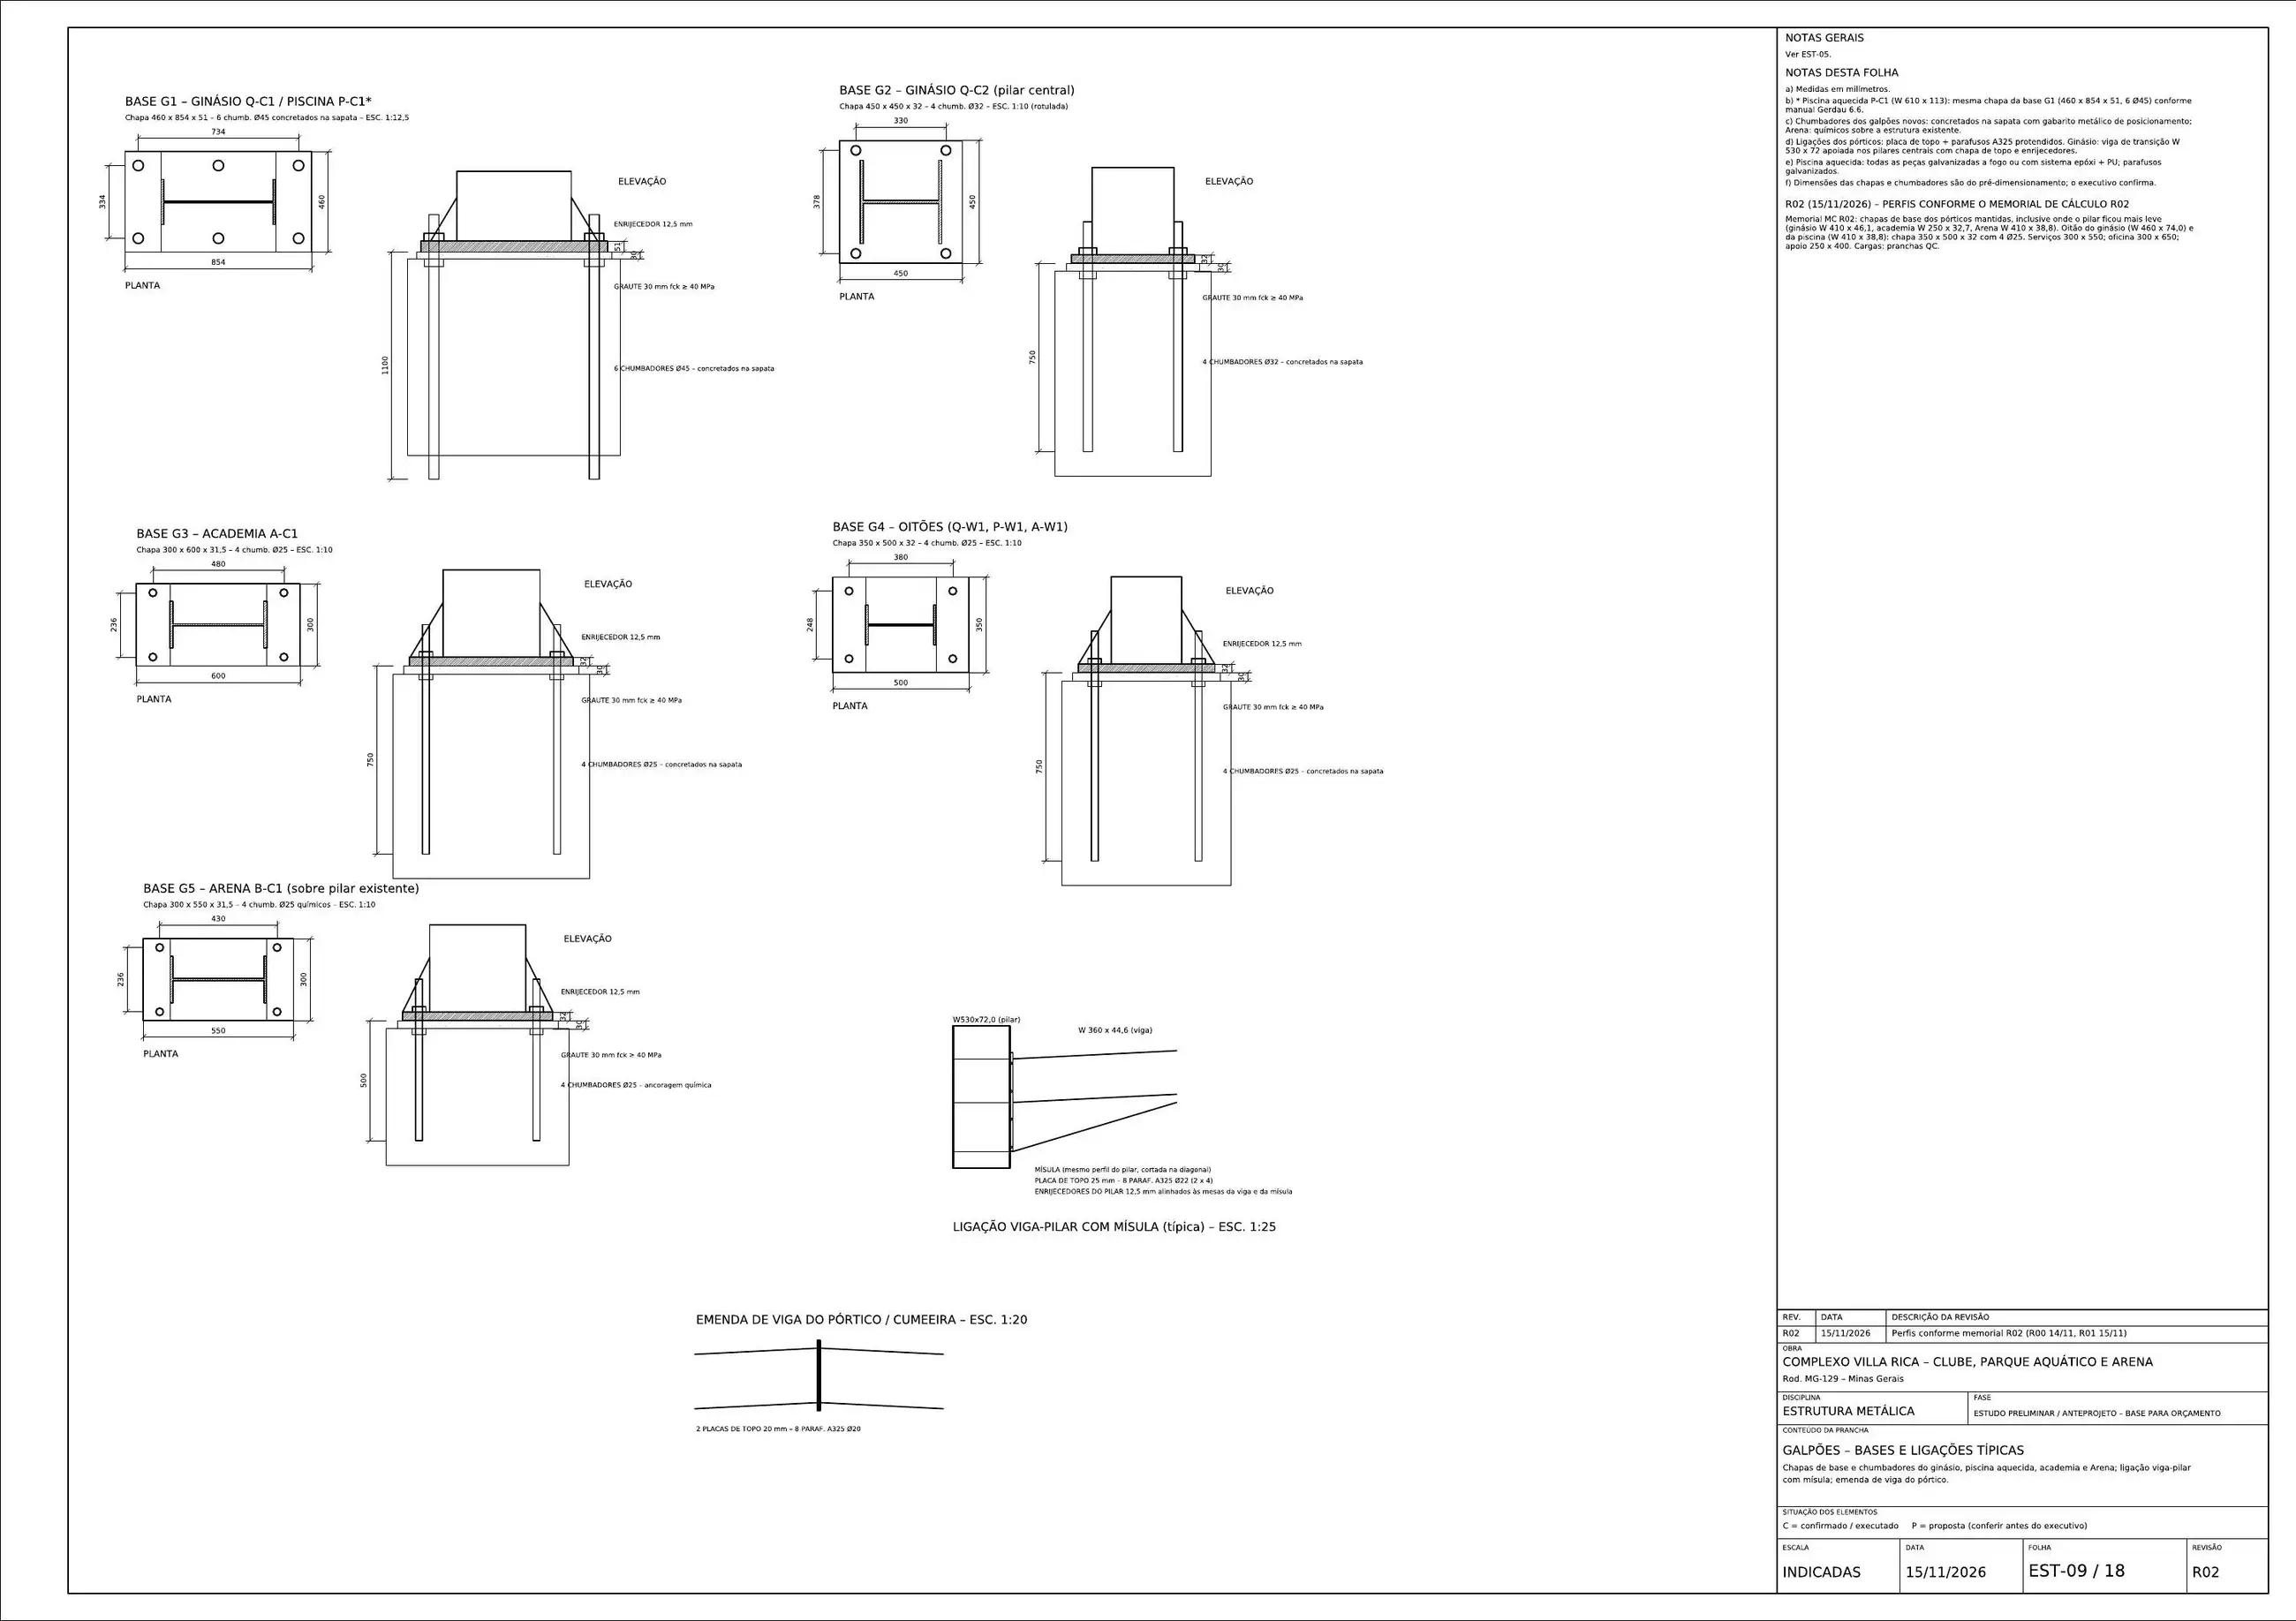 BASE G1 – GINÁSIO Q-C1 / PISCINA P-C1*
Chapa 460 x 854 x 51 – 6 chumb. Ø45 concretados na sapata – ESC. 1:12,5
734
334
460
854
PLANTA
ELEVAÇÃO
ENRIJECEDOR 12,5 mm
51
30
GRAUTE 30 mm fck ≥ 40 MPa
1100
6 CHUMBADORES Ø45 – concretados na sapata
BASE G2 – GINÁSIO Q-C2 (pilar central)
Chapa 450 x 450 x 32 – 4 chumb. Ø32 – ESC. 1:10 (rotulada)
330
378
450
450
PLANTA
ELEVAÇÃO
32
30
GRAUTE 30 mm fck ≥ 40 MPa
750
4 CHUMBADORES Ø32 – concretados na sapata
BASE G3 – ACADEMIA A-C1
Chapa 300 x 600 x 31,5 – 4 chumb. Ø25 – ESC. 1:10
480
236
300
600
PLANTA
ELEVAÇÃO
ENRIJECEDOR 12,5 mm
32
30
GRAUTE 30 mm fck ≥ 40 MPa
750
4 CHUMBADORES Ø25 – concretados na sapata
BASE G4 – OITÕES (Q-W1, P-W1, A-W1)
Chapa 350 x 500 x 32 – 4 chumb. Ø25 – ESC. 1:10
380
248
350
500
PLANTA
ELEVAÇÃO
ENRIJECEDOR 12,5 mm
32
30
GRAUTE 30 mm fck ≥ 40 MPa
750
4 CHUMBADORES Ø25 – concretados na sapata
BASE G5 – ARENA B-C1 (sobre pilar existente)
Chapa 300 x 550 x 31,5 – 4 chumb. Ø25 químicos – ESC. 1:10
430
236
300
550
PLANTA
ELEVAÇÃO
ENRIJECEDOR 12,5 mm
32
30
GRAUTE 30 mm fck ≥ 40 MPa
500
4 CHUMBADORES Ø25 – ancoragem química
W530x72,0 (pilar)
W 360 x 44,6 (viga)
MÍSULA (mesmo perfil do pilar, cortada na diagonal)
PLACA DE TOPO 25 mm – 8 PARAF. A325 Ø22 (2 x 4)
ENRIJECEDORES DO PILAR 12,5 mm alinhados às mesas da viga e da mísula
LIGAÇÃO VIGA-PILAR COM MÍSULA (típica) – ESC. 1:25
EMENDA DE VIGA DO PÓRTICO / CUMEEIRA – ESC. 1:20
2 PLACAS DE TOPO 20 mm – 8 PARAF. A325 Ø20
NOTAS GERAIS
Ver EST-05.
NOTAS DESTA FOLHA
a) Medidas em milímetros.
b) * Piscina aquecida P-C1 (W 610 x 113): mesma chapa da base G1 (460 x 854 x 51, 6 Ø45) conforme
manual Gerdau 6.6.
c) Chumbadores dos galpões novos: concretados na sapata com gabarito metálico de posicionamento;
Arena: químicos sobre a estrutura existente.
d) Ligações dos pórticos: placa de topo + parafusos A325 protendidos. Ginásio: viga de transição W
530 x 72 apoiada nos pilares centrais com chapa de topo e enrijecedores.
e) Piscina aquecida: todas as peças galvanizadas a fogo ou com sistema epóxi + PU; parafusos
galvanizados.
f) Dimensões das chapas e chumbadores são do pré-dimensionamento; o executivo confirma.
R02 (15/11/2026) – PERFIS CONFORME O MEMORIAL DE CÁLCULO R02
Memorial MC R02: chapas de base dos pórticos mantidas, inclusive onde o pilar ficou mais leve
(ginásio W 410 x 46,1, academia W 250 x 32,7, Arena W 410 x 38,8). Oitão do ginásio (W 460 x 74,0) e
da piscina (W 410 x 38,8): chapa 350 x 500 x 32 com 4 Ø25. Serviços 300 x 550; oficina 300 x 650;
apoio 250 x 400. Cargas: pranchas QC.
REV. DATA DESCRIÇÃO DA REVISÃO
R02 15/11/2026 Perfis conforme memorial R02 (R00 14/11, R01 15/11)
OBRA
COMPLEXO VILLA RICA – CLUBE, PARQUE AQUÁTICO E ARENA
Rod. MG-129 – Minas Gerais
DISCIPLINA FASE
ESTRUTURA METÁLICA ESTUDO PRELIMINAR / ANTEPROJETO – BASE PARA ORÇAMENTO
CONTEÚDO DA PRANCHA
GALPÕES – BASES E LIGAÇÕES TÍPICAS
Chapas de base e chumbadores do ginásio, piscina aquecida, academia e Arena; ligação viga-pilar
com mísula; emenda de viga do pórtico.
SITUAÇÃO DOS ELEMENTOS
C = confirmado / executado P = proposta (conferir antes do executivo)
ESCALA DATA FOLHA REVISÃO
INDICADAS 15/11/2026 EST-09 / 18 R02